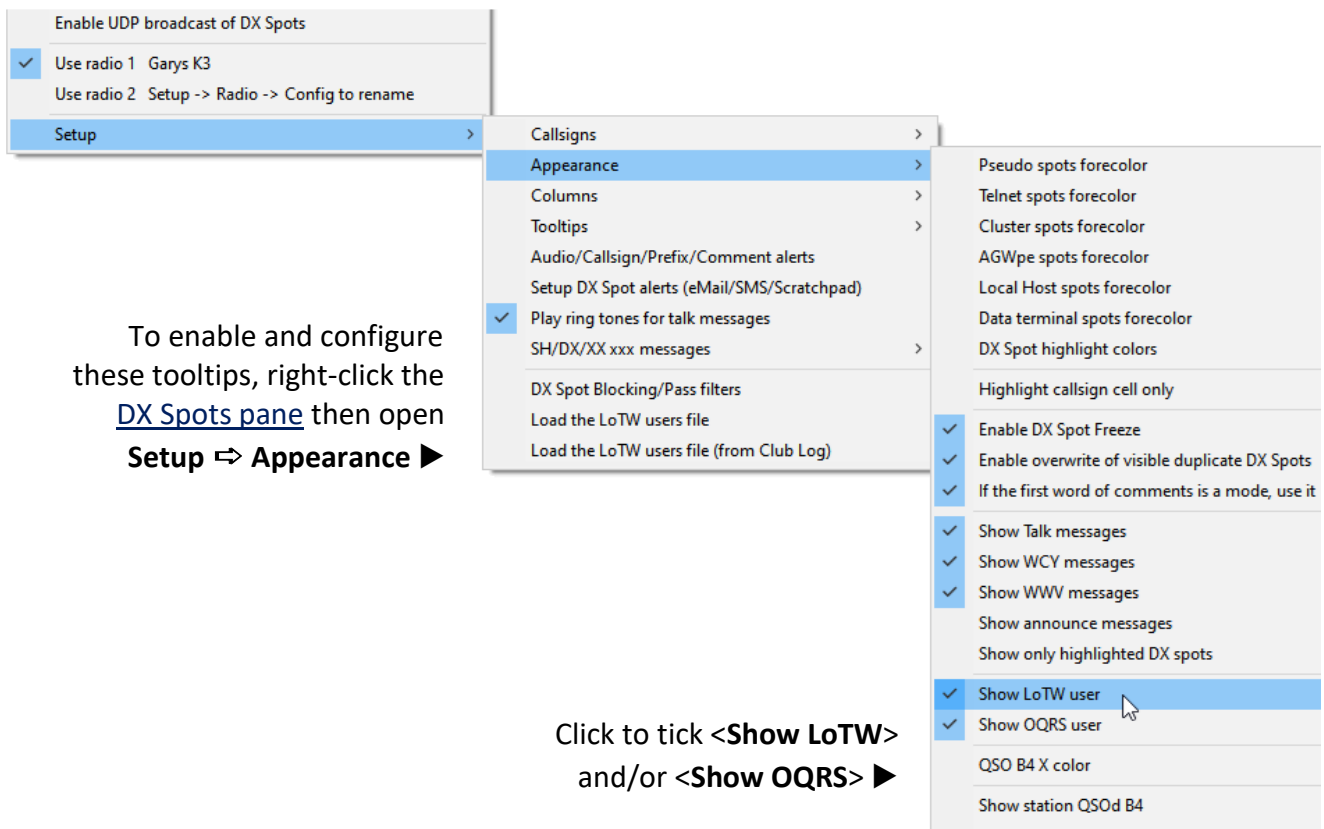 Enable UDP broadcast of DX Spots
Use radio 1 Garys K3
Use radio 2 Setup -> Radio -> Config to rename
Setup
Callsigns
Appearance
Columns
Tooltips
Audio/Callsign/Prefix/Comment alerts
Setup DX Spot alerts (eMail/SMS/Scratchpad)
Play ring tones for talk messages
SH/DX/XX xxx messages
DX Spot Blocking/Pass filters
Load the LoTW users file
Load the LoTW users file (from Club Log)
Pseudo spots forecolor
Telnet spots forecolor
Cluster spots forecolor
AGWpe spots forecolor
Local Host spots forecolor
Data terminal spots forecolor
DX Spot highlight colors
Highlight callsign cell only
Enable DX Spot Freeze
Enable overwrite of visible duplicate DX Spots
If the first word of comments is a mode, use it
Show Talk messages
Show WCY messages
Show WWV messages
Show announce messages
Show only highlighted DX spots
Show LoTW user
Show OQRS user
QSO B4 X color
Show station QSOd B4
To enable and configure
these tooltips, right-click the
DX Spots pane then open
Setup ➯ Appearance ▶
Click to tick <Show LoTW>
and/or <Show OQRS> ▶